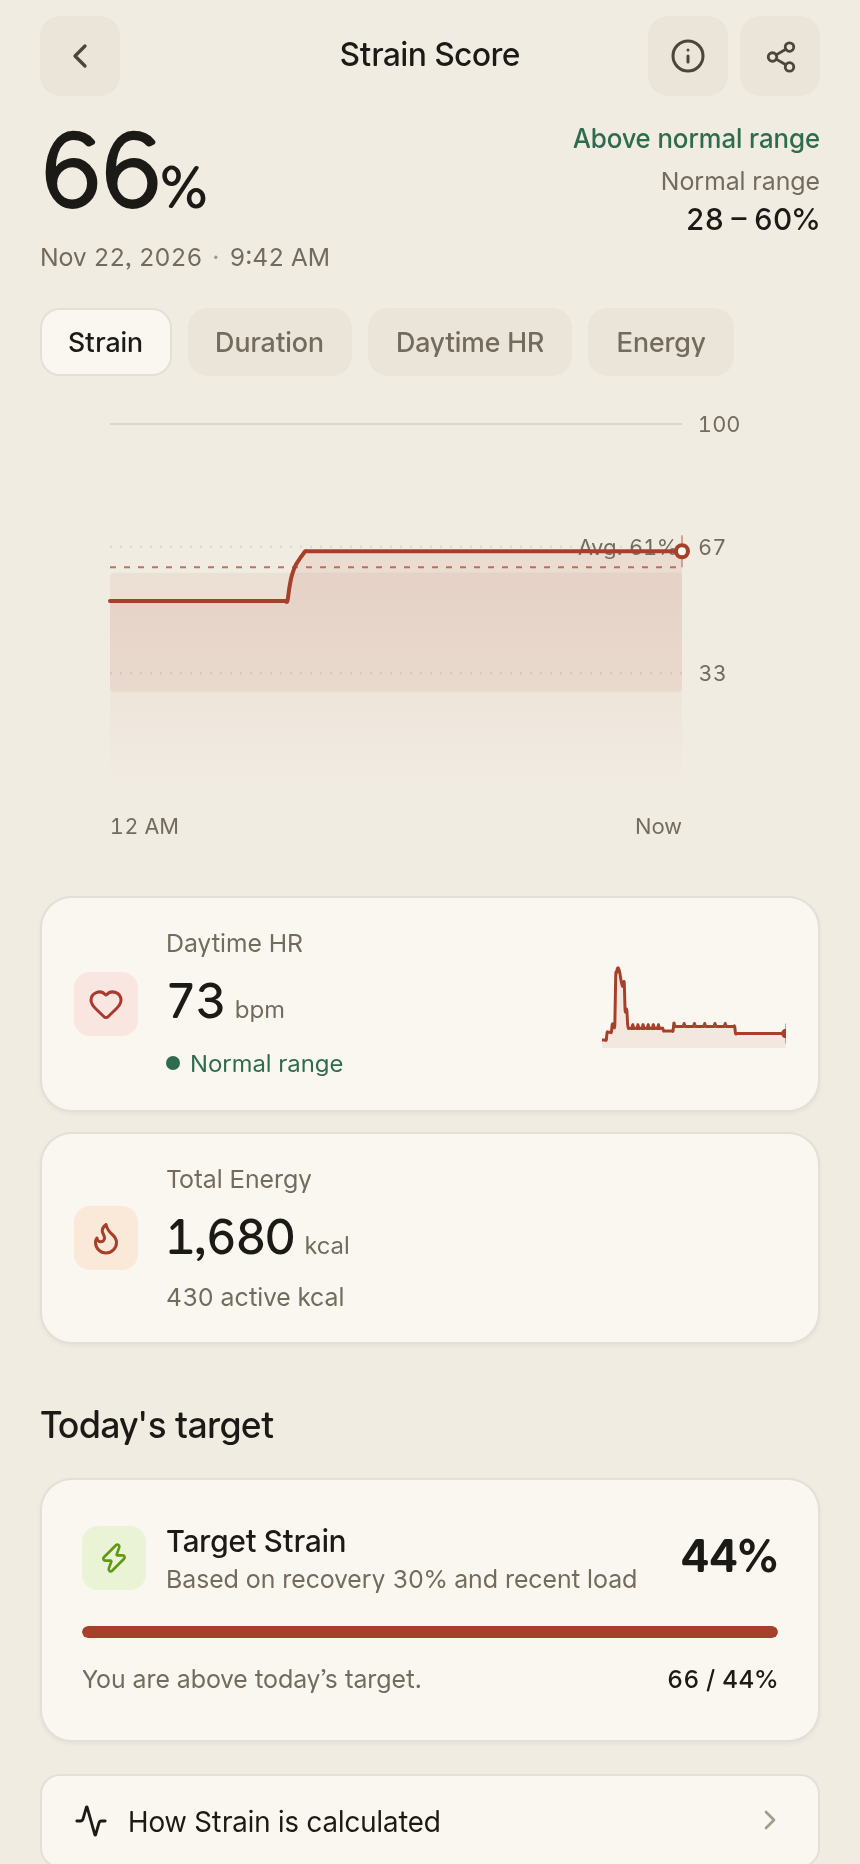 Strain Score
66%
Above normal range
Normal range
28 – 60%
Nov 22, 2026 · 9:42 AM
Strain
Duration
Daytime HR
Energy
100
Avg. 61%
67
33
12 AM
Now
Daytime HR
73 bpm
Normal range
Total Energy
1,680 kcal
430 active kcal
Today's target
Target Strain
Based on recovery 30% and recent load
44%
You are above today’s target.
66 / 44%
How Strain is calculated